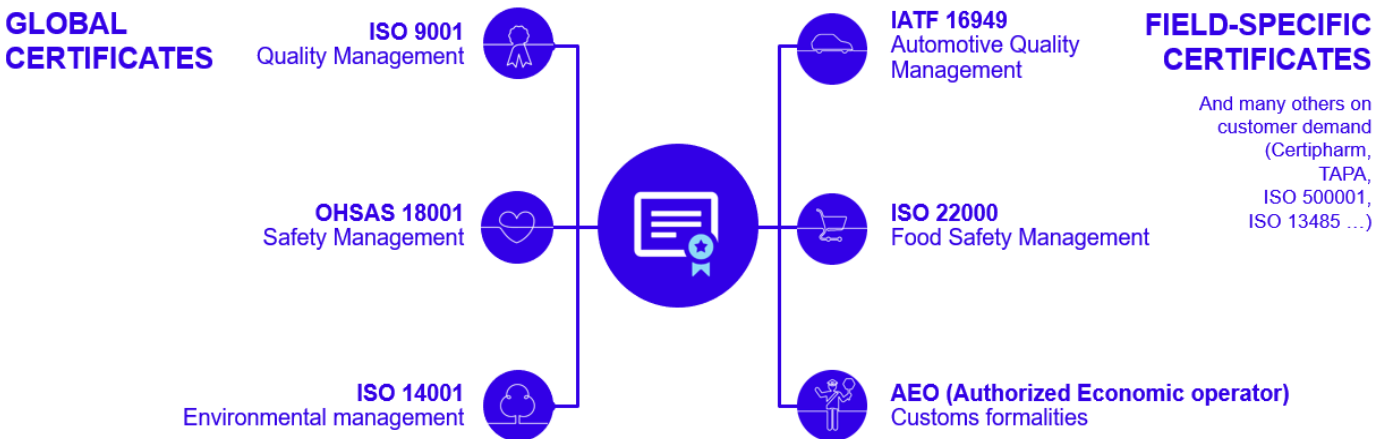 GLOBAL
CERTIFICATES
ISO 9001
Quality Management
OHSAS 18001
Safety Management
ISO 14001
Environmental management
IATF 16949
Automotive Quality
Management
ISO 22000
Food Safety Management
AEO (Authorized Economic operator)
Customs formalities
FIELD-SPECIFIC
CERTIFICATES
And many others on
customer demand
(Certipharm,
TAPA,
ISO 500001,
ISO 13485 ...)